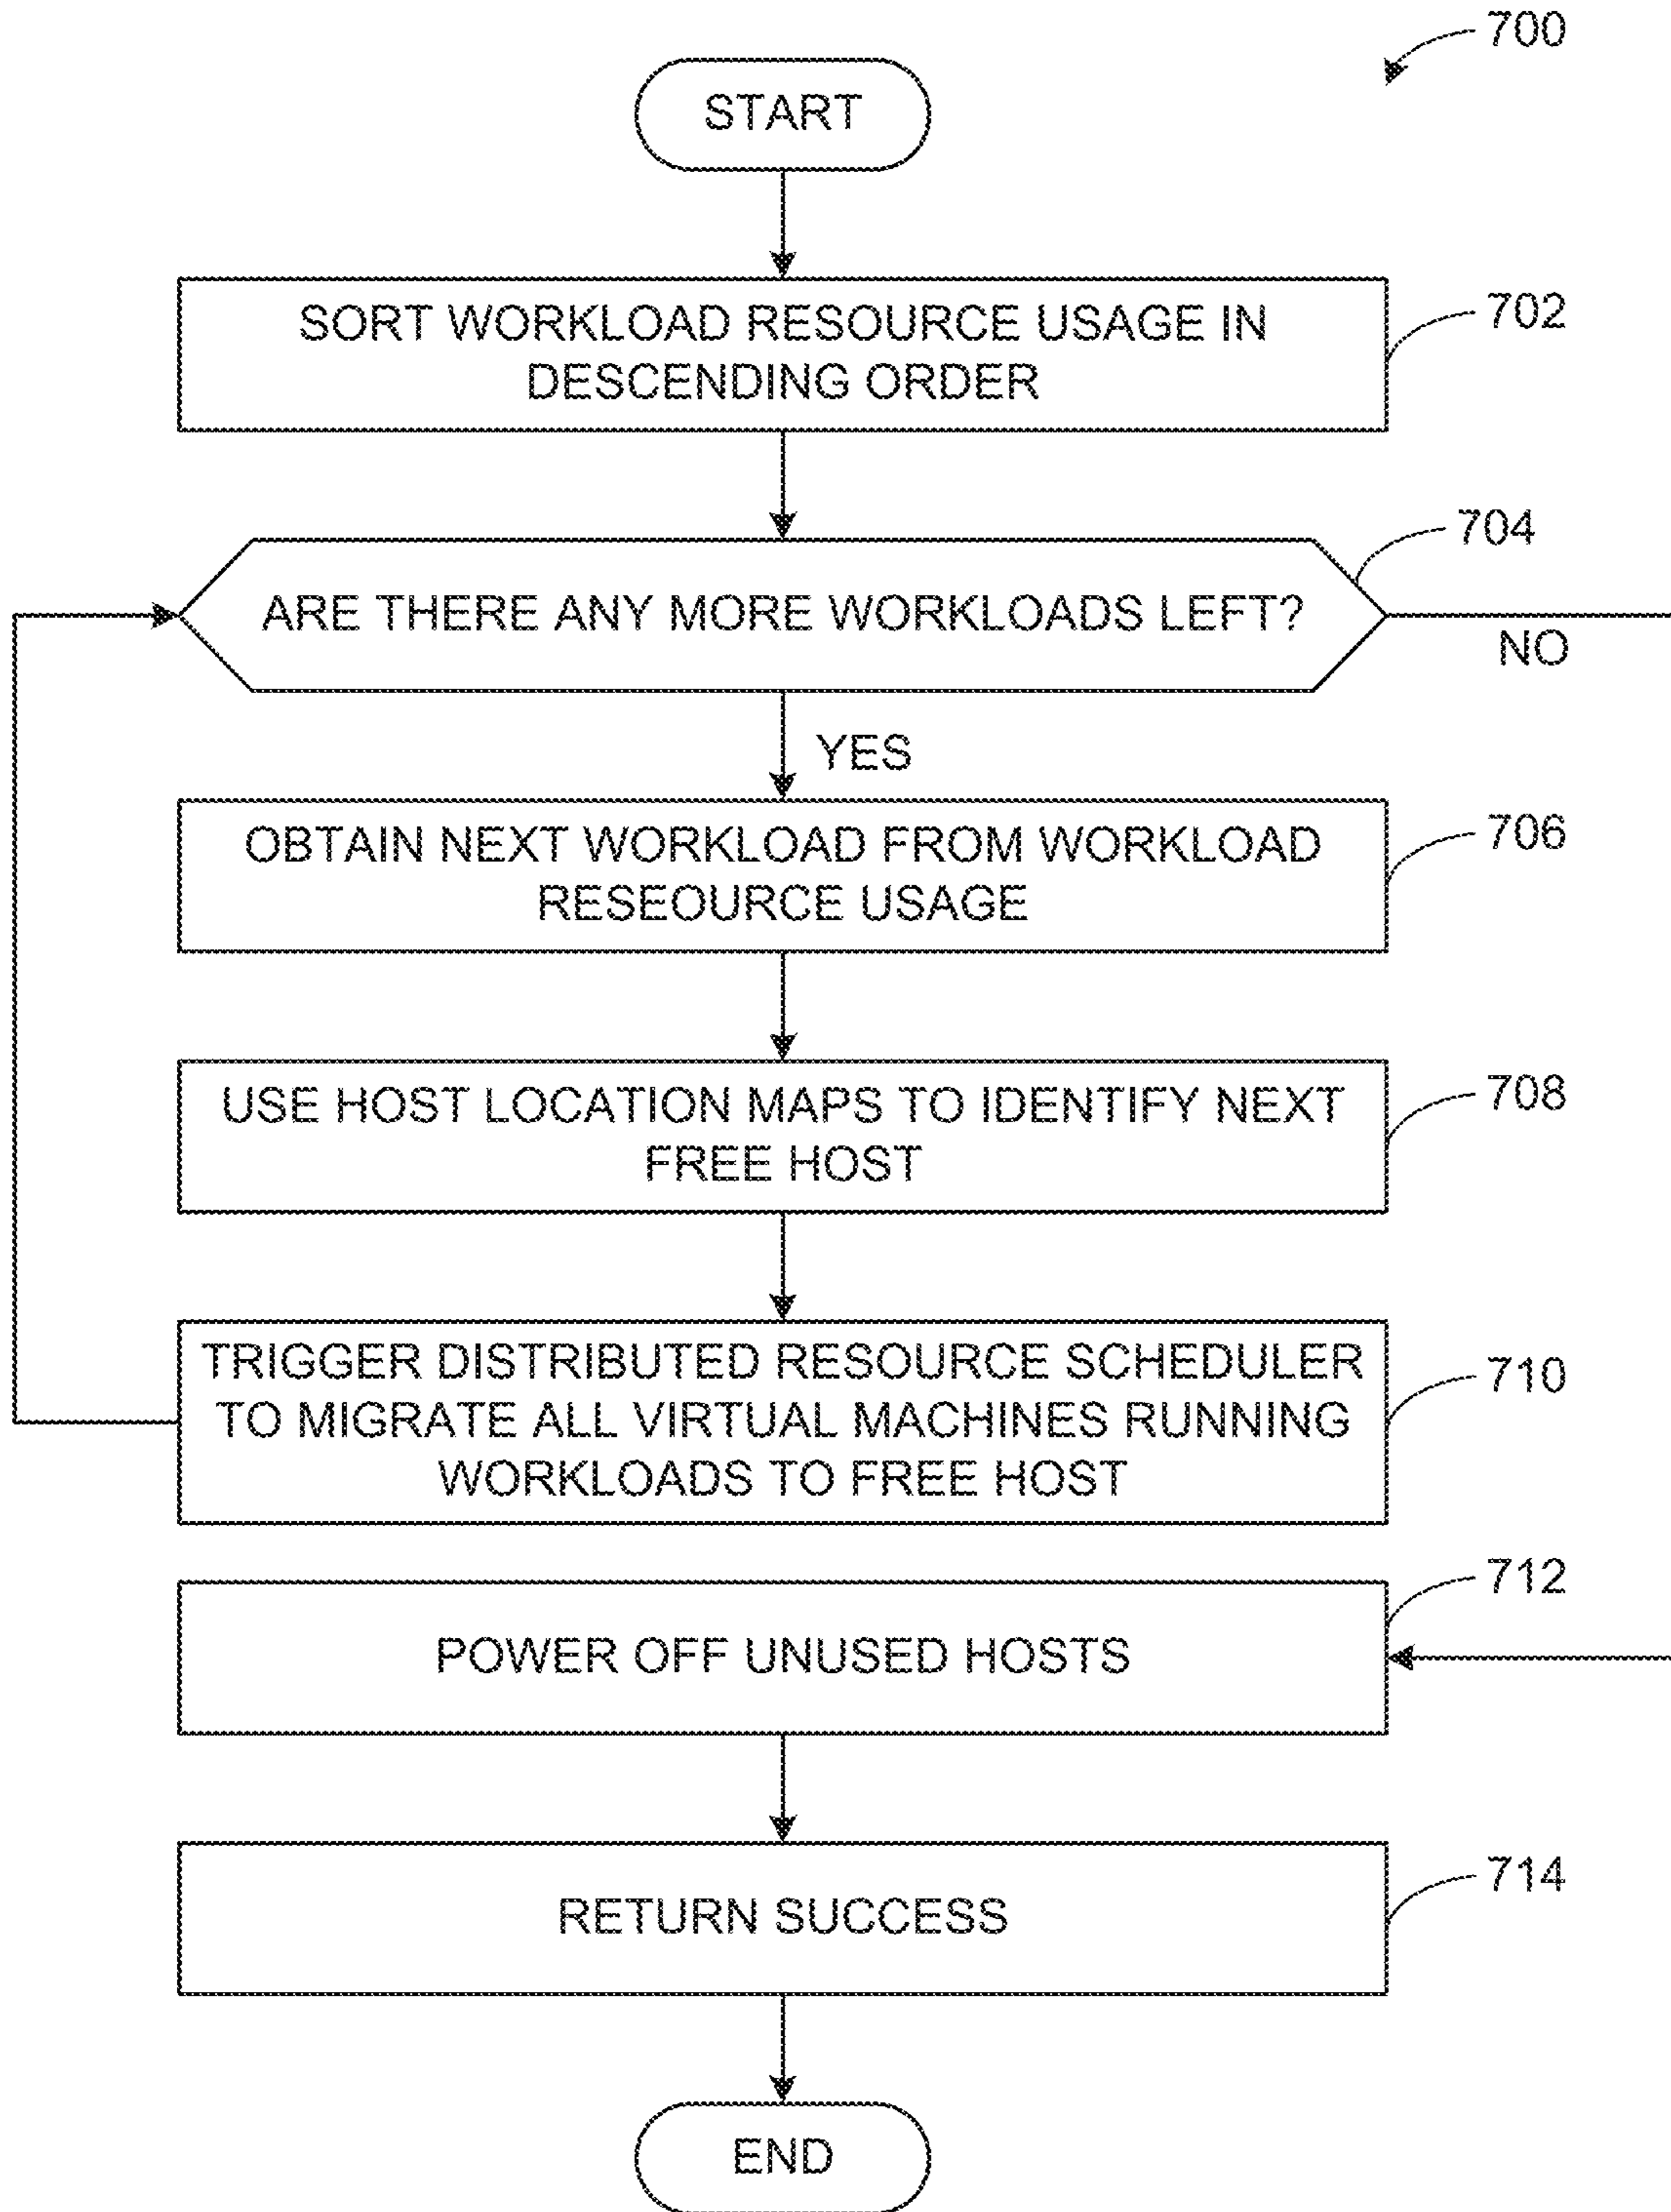 700
START
SORT WORKLOAD RESOURCE USAGE IN
DESCENDING ORDER
702
704
ARE THERE ANY MORE WORKLOADS LEFT?
NO
YES
OBTAIN NEXT WORKLOAD FROM WORKLOAD
RESEOURCE USAGE
706
USE HOST LOCATION MAPS TO IDENTIFY NEXT
FREE HOST
708
TRIGGER DISTRIBUTED RESOURCE SCHEDULER
TO MIGRATE ALL VIRTUAL MACHINES RUNNING
WORKLOADS TO FREE HOST
710
712
POWER OFF UNUSED HOSTS
714
RETURN SUCCESS
END